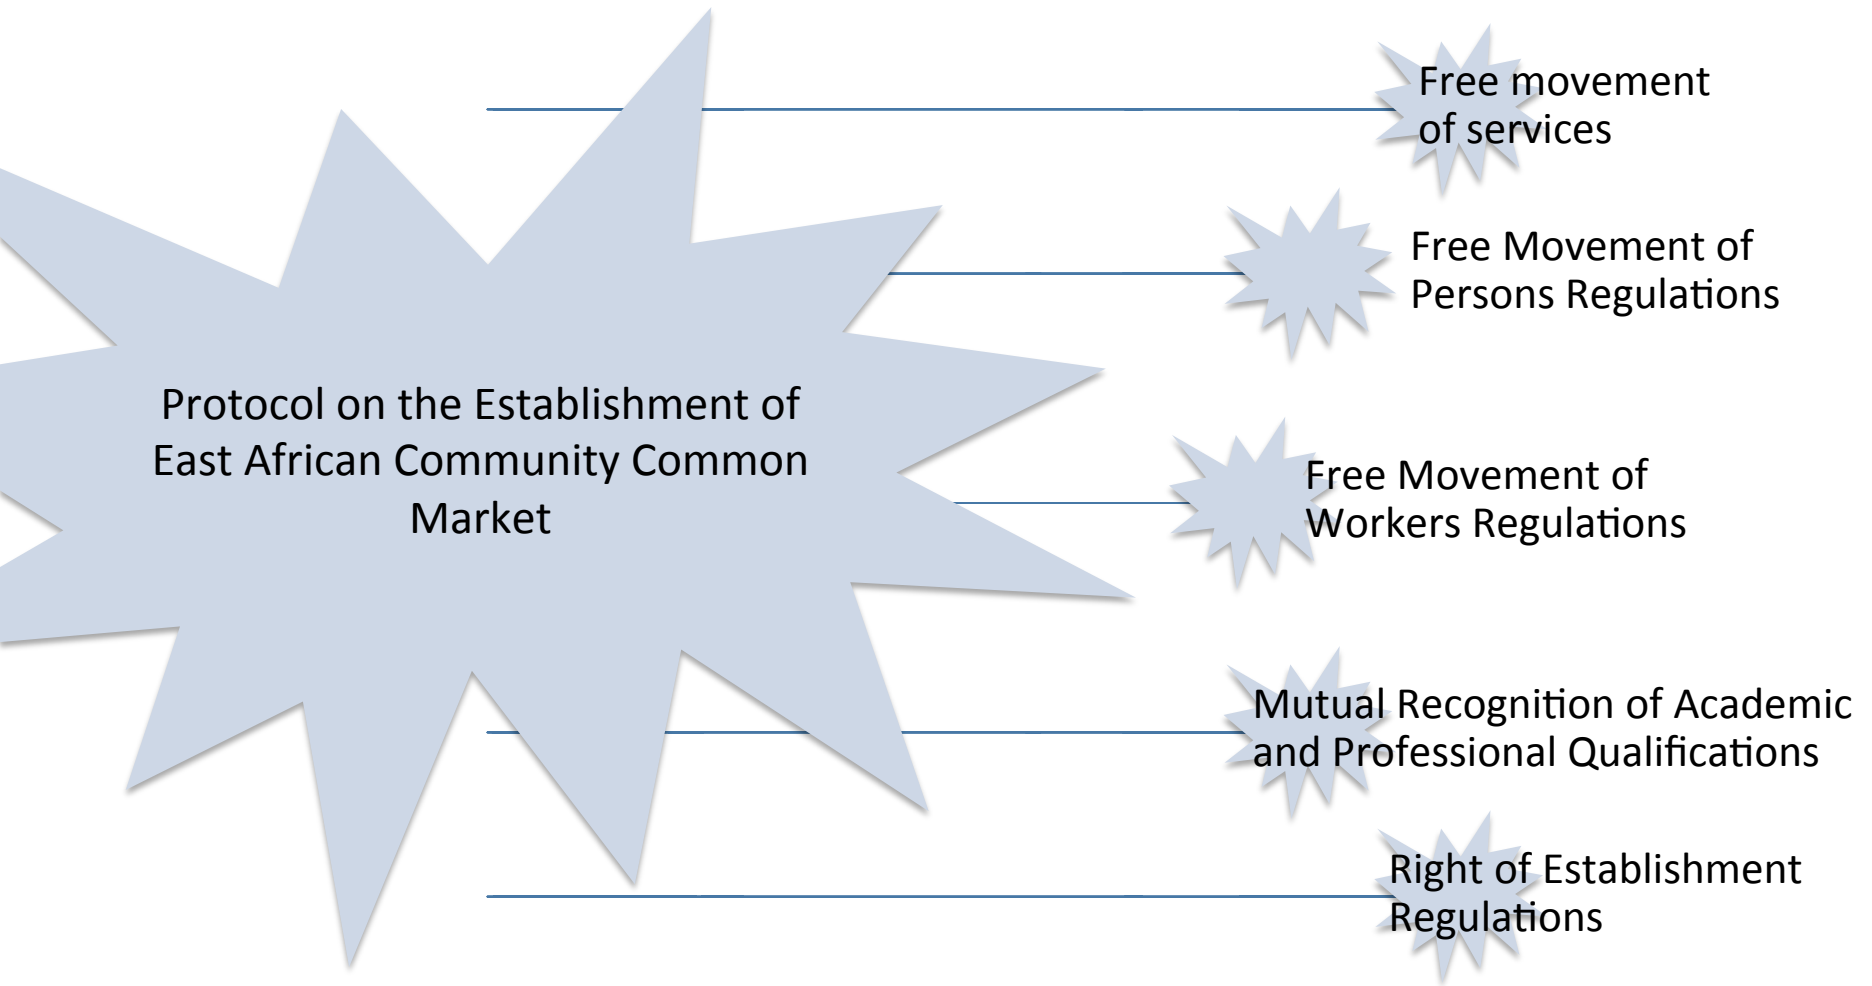 Free movement
of services
Free Movement of
Persons Regulations
Protocol on the Establishment of
East African Community Common
Market
Free Movement of
Workers Regulations
Mutual Recognition of Academic
and Professional Qualifications
Right of Establishment
Regulations